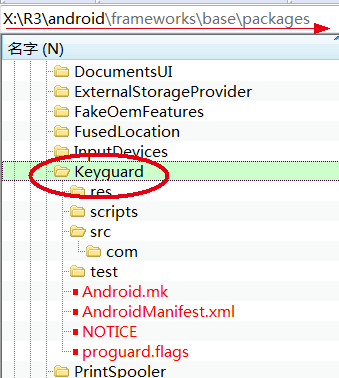 X:\R3\android\frameworks\base\packages
名字 (N)
DocumentsUI
ExternalStorageProvider
FakeOemFeatures
FusedLocation
InputDevices
Keyguard
res
scripts
src
com
test
Android.mk
AndroidManifest.xml
NOTICE
proguard.flags
PrintSpooler